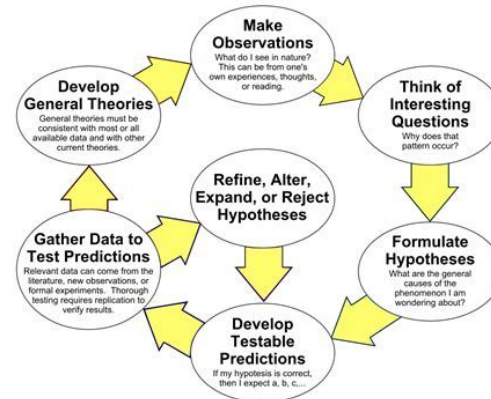 Make
Observations
What do I see in nature?
This can be from one's
own experiences, thoughts,
or reading.
Think of
Interesting
Questions
Why does that
pattern occur?
Formulate
Hypotheses
What are the general
causes of the
phenomenon I am
wondering about?
Develop
Testable
Predictions
If my hypotesis is correct,
then I expect a, b, c,...
Gather Data to
Test Predictions
Relevant data can come from the
literature, new observations, or
formal experiments. Thorough
testing requires replication to
verify results.
Refine, Alter,
Expand, or Reject
Hypotheses
Develop
General Theories
General theories must be
consistent with most or all
available data and with other
current theories.